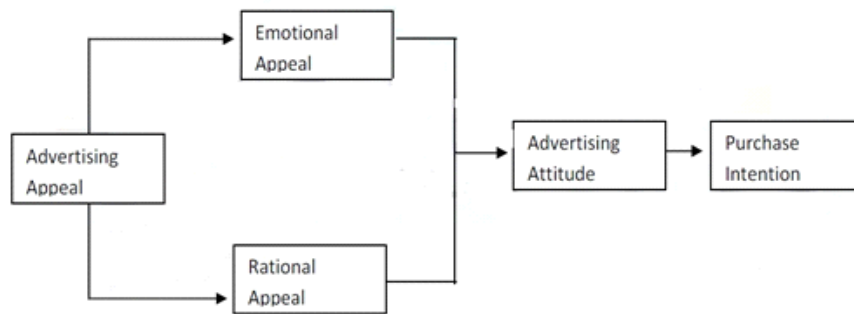 Emotional
Appeal
Advertising
Appeal
Advertising
Attitude
Purchase
Intention
Rational
Appeal